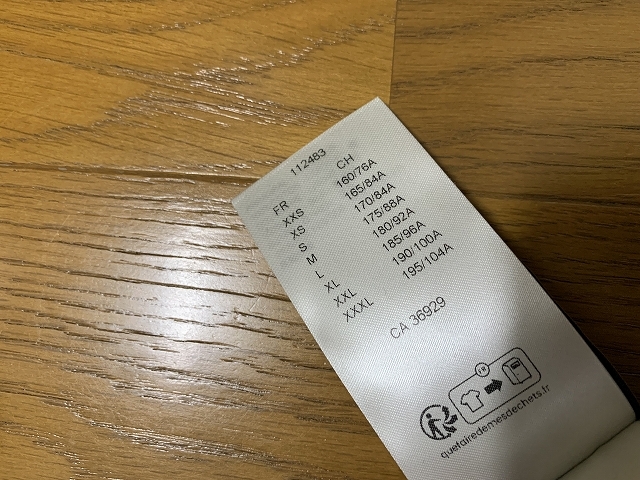 112483
FR CH
XXS 160/76A
XS 165/84A
S 170/84A
M 175/88A
L 180/92A
XL 185/96A
XXL 190/100A
XXXL 195/104A
CA 36929
FR
quefairedemesdechets.fr